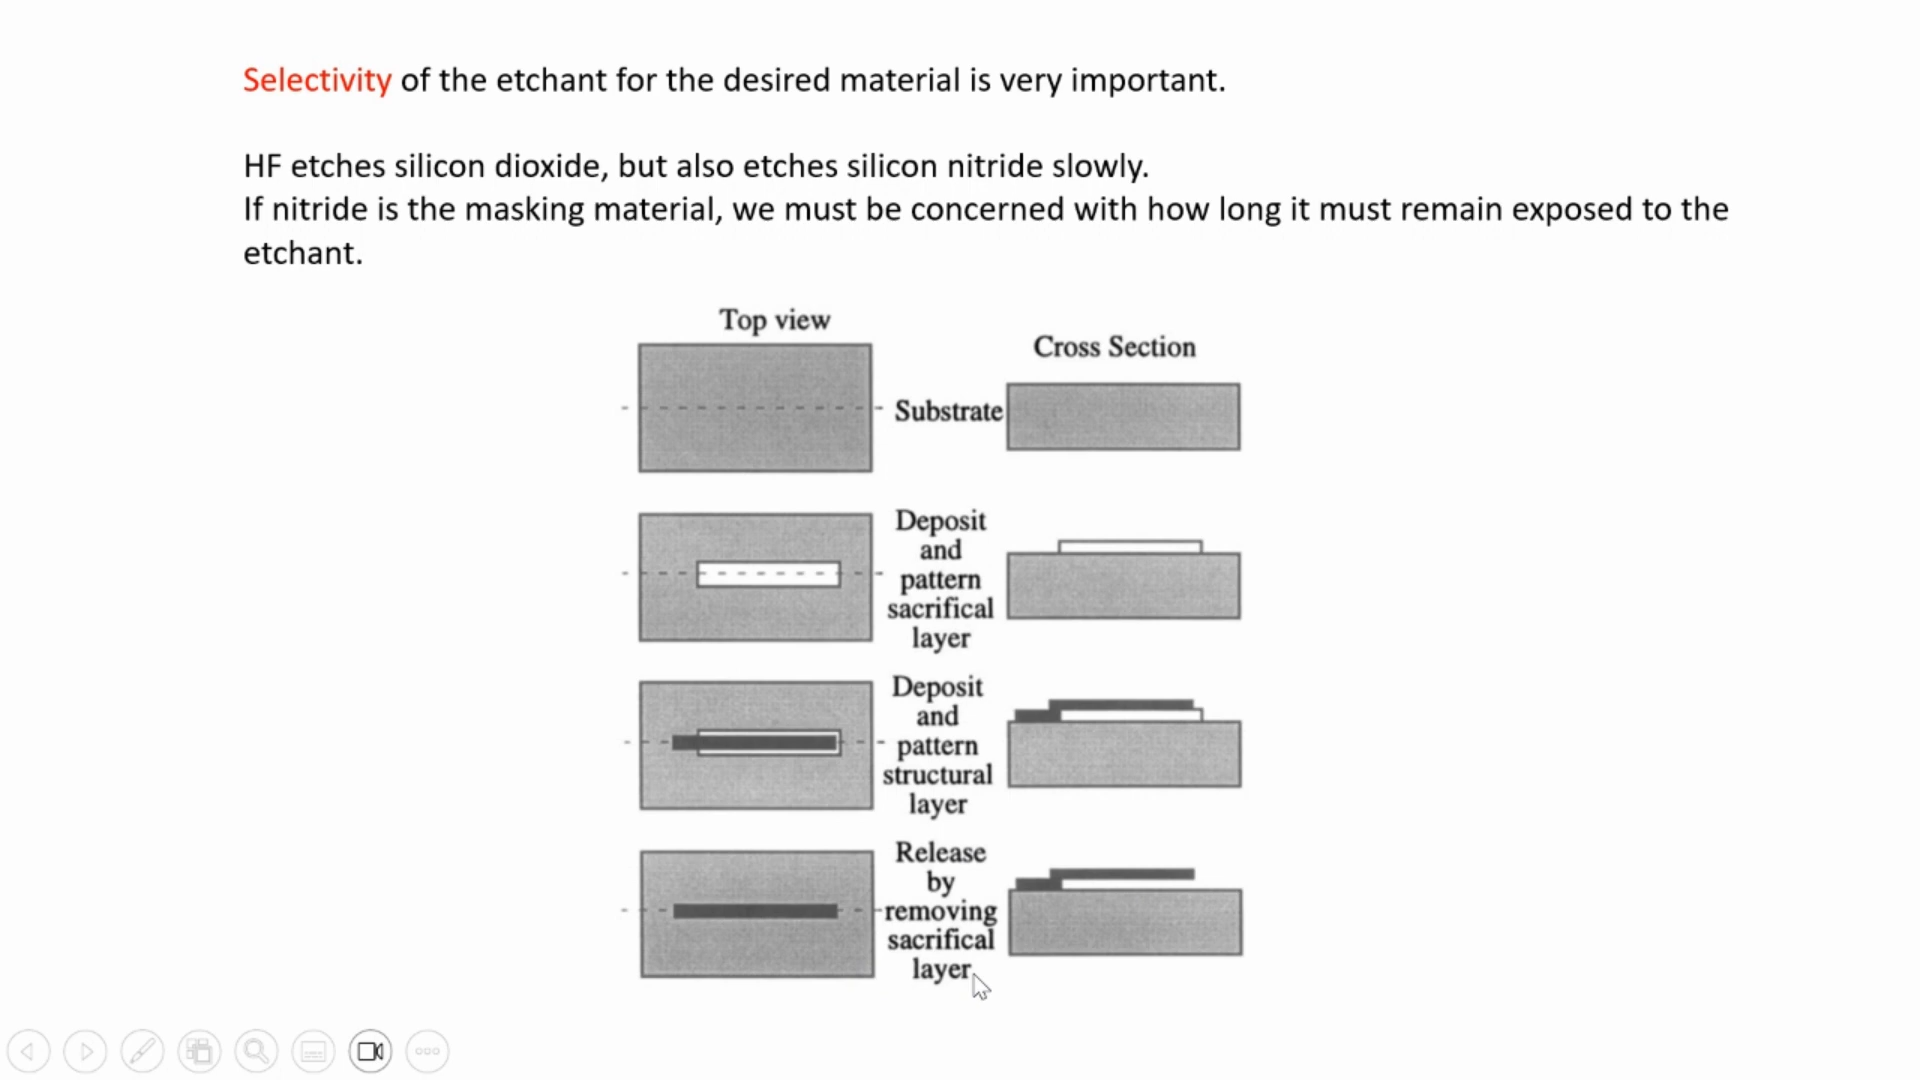 Selectivity of the etchant for the desired material is very important.
HF etches silicon dioxide, but also etches silicon nitride slowly.
If nitride is the masking material, we must be concerned with how long it must remain exposed to the
etchant.
Top view
Cross Section
Substrate
Deposit
and
pattern
sacrifical
layer
Deposit
and
pattern
structural
layer
Release
by
removing
sacrifical
layer